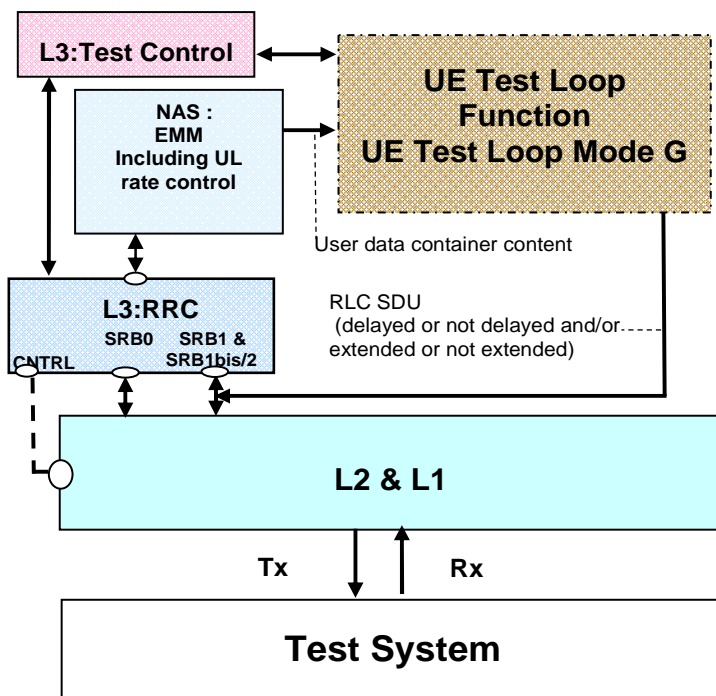 L3:Test Control
UE Test Loop
Function
UE Test Loop Mode G
NAS :
EMM
Including UL
rate control
User data container content
RLC SDU
(delayed or not delayed and/or
extended or not extended)
L3:RRC
SRB0
SRB1 &
SRB1bis/2
CNTRL
L2 & L1
Tx
Rx
Test System